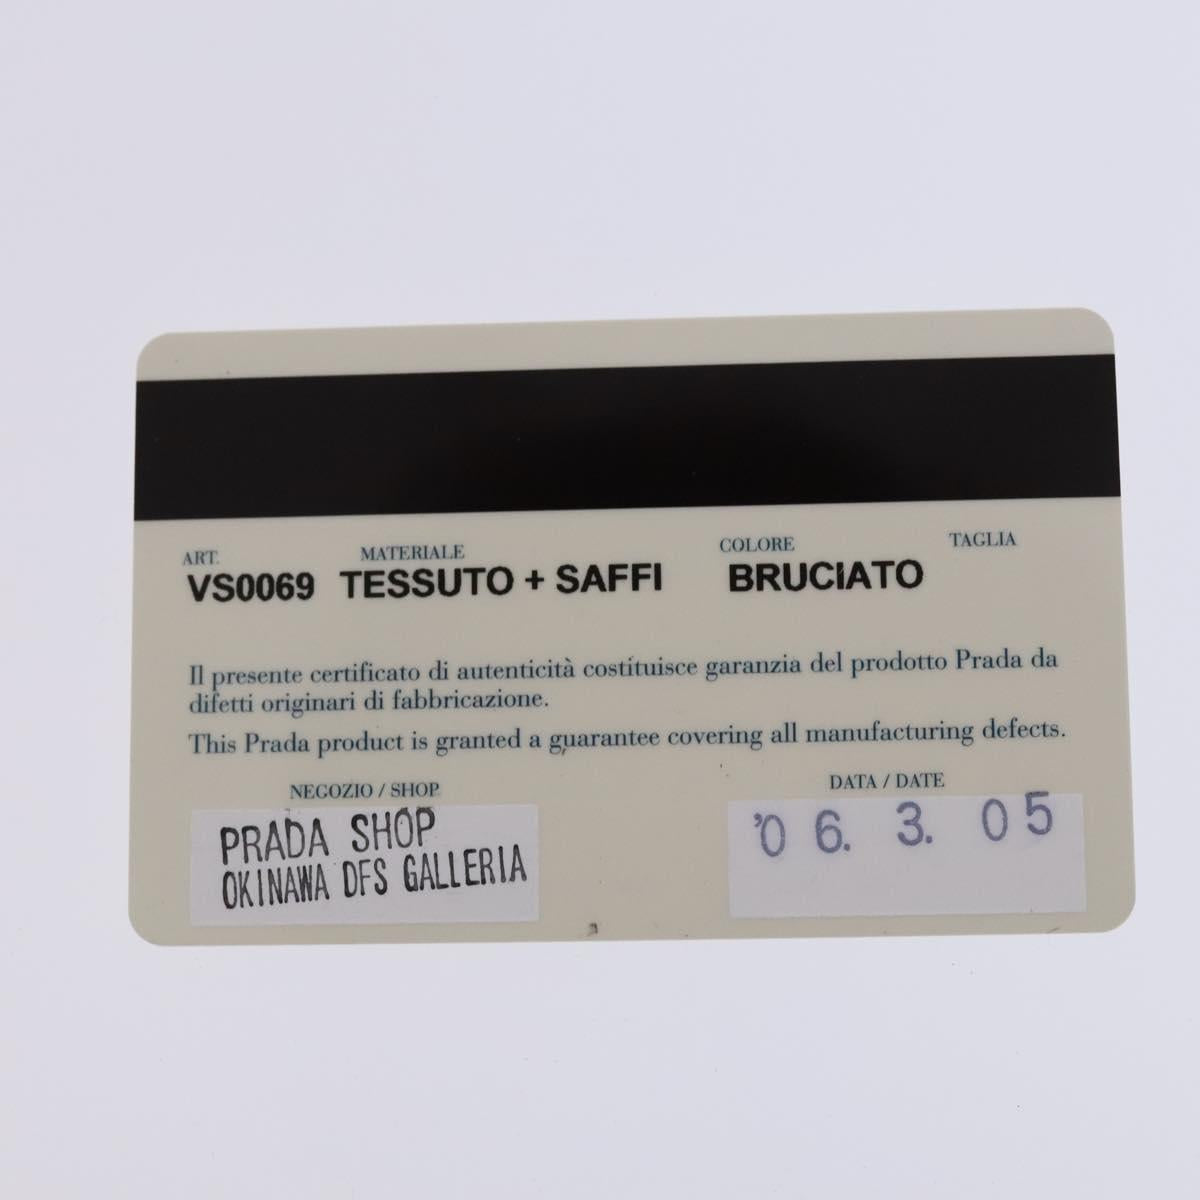 ART. MATERIALE COLORE TAGLIA
VS0069 TESSUTO + SAFFI BRUCIATO
Il presente certificato di autenticità costituisce garanzia del prodotto Prada da
difetti originari di fabbricazione.
This Prada product is granted a guarantee covering all manufacturing defects.
NEGOZIO / SHOP DATA / DATE
PRADA SHOP '06. 3. 05
OKINAWA DFS GALLERIA